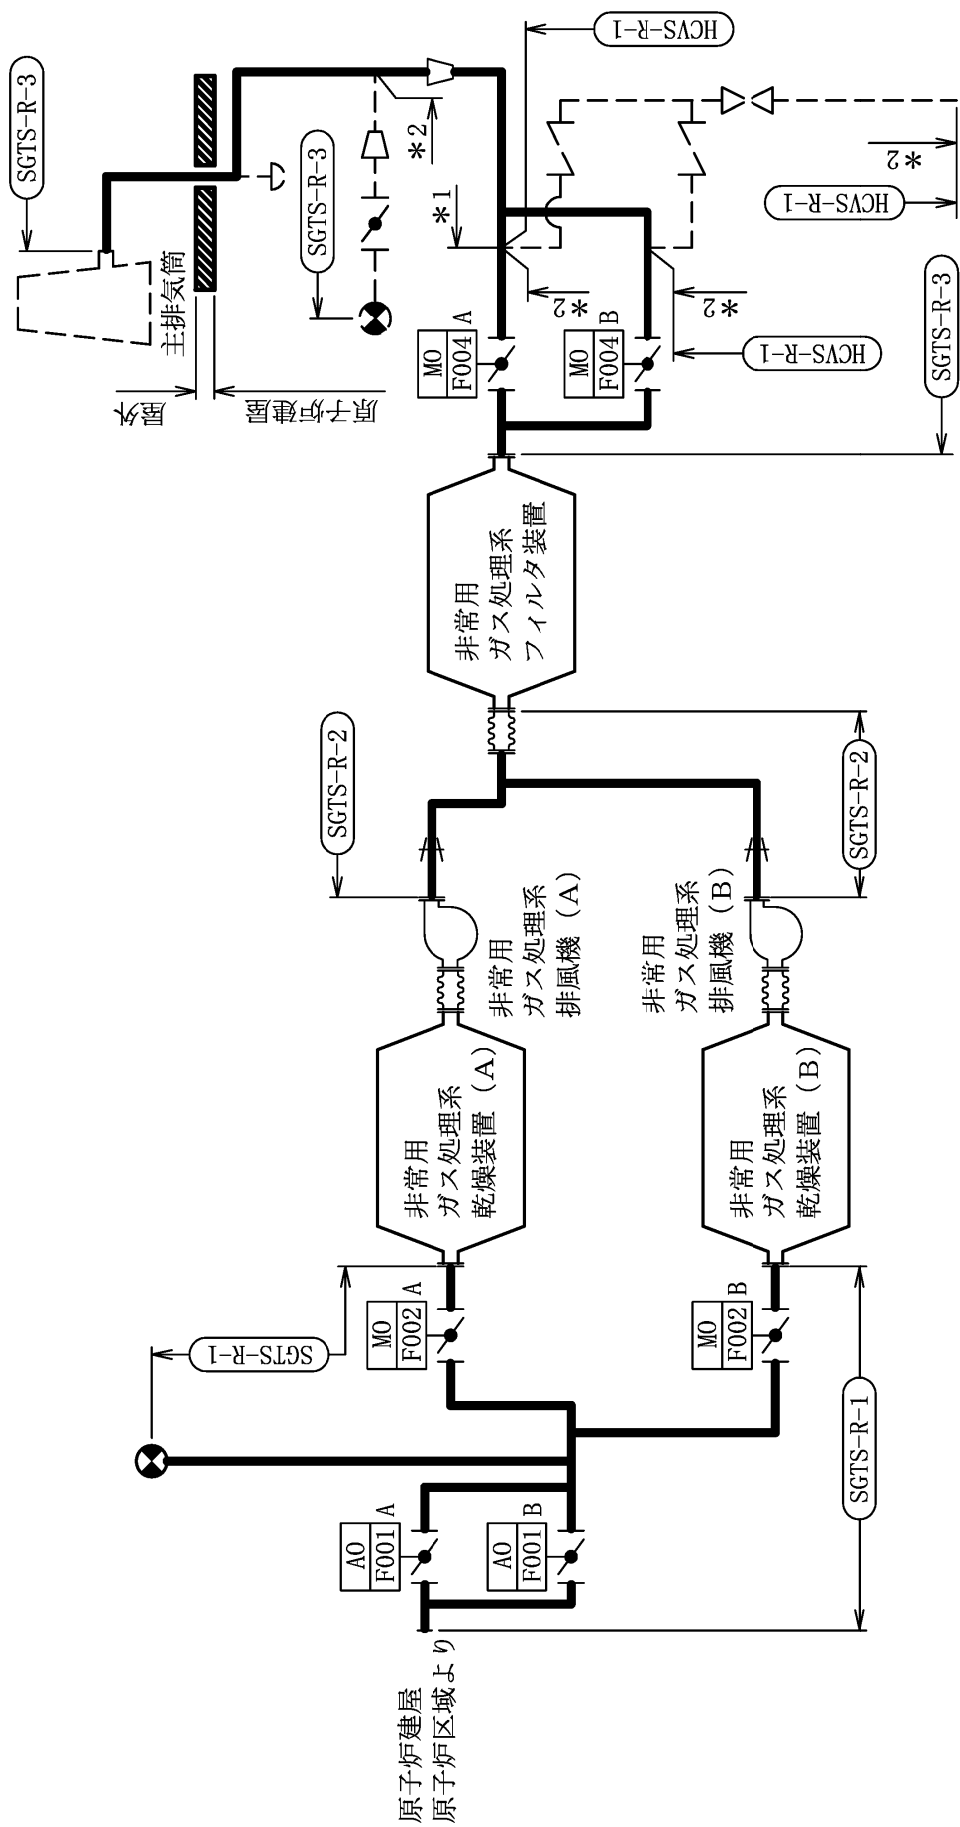 原子炉建屋
原子炉区域より
AO
F001
A
AO
F001
B
SGTS-R-1
SGTS-R-1
MO
F002
A
MO
F002
B
非常用
ガス処理系
乾燥装置 (A)
非常用
ガス処理系
乾燥装置 (B)
非常用
ガス処理系
排風機 (A)
非常用
ガス処理系
排風機 (B)
SGTS-R-2
SGTS-R-2
非常用
ガス処理系
フィルタ装置
MO
F004
A
MO
F004
B
SGTS-R-3
屋外
原子炉建屋
主排気筒
SGTS-R-3
SGTS-R-3
*2
*1
*2
*2
*2
HCVS-R-1
HCVS-R-1
HCVS-R-1